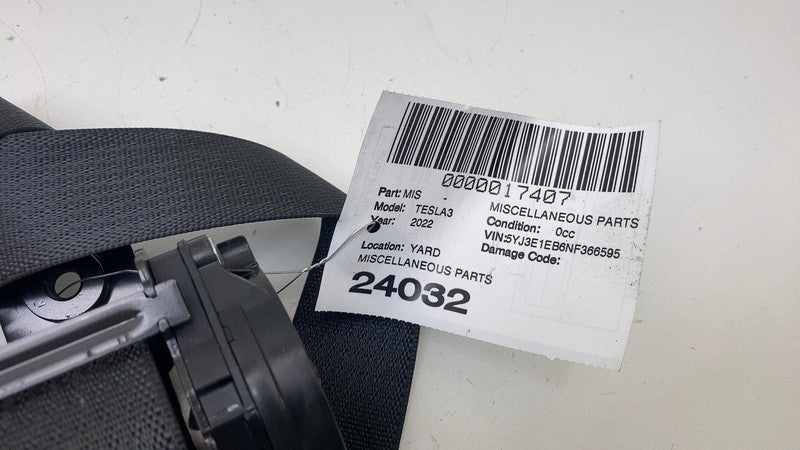 0000017407
Part: MIS - MISCELLANEOUS PARTS
Model: TESLA3 Condition: 0cc
Year: 2022 VIN:5YJ3E1EB6NF366595
Damage Code:
Location: YARD
MISCELLANEOUS PARTS
24032